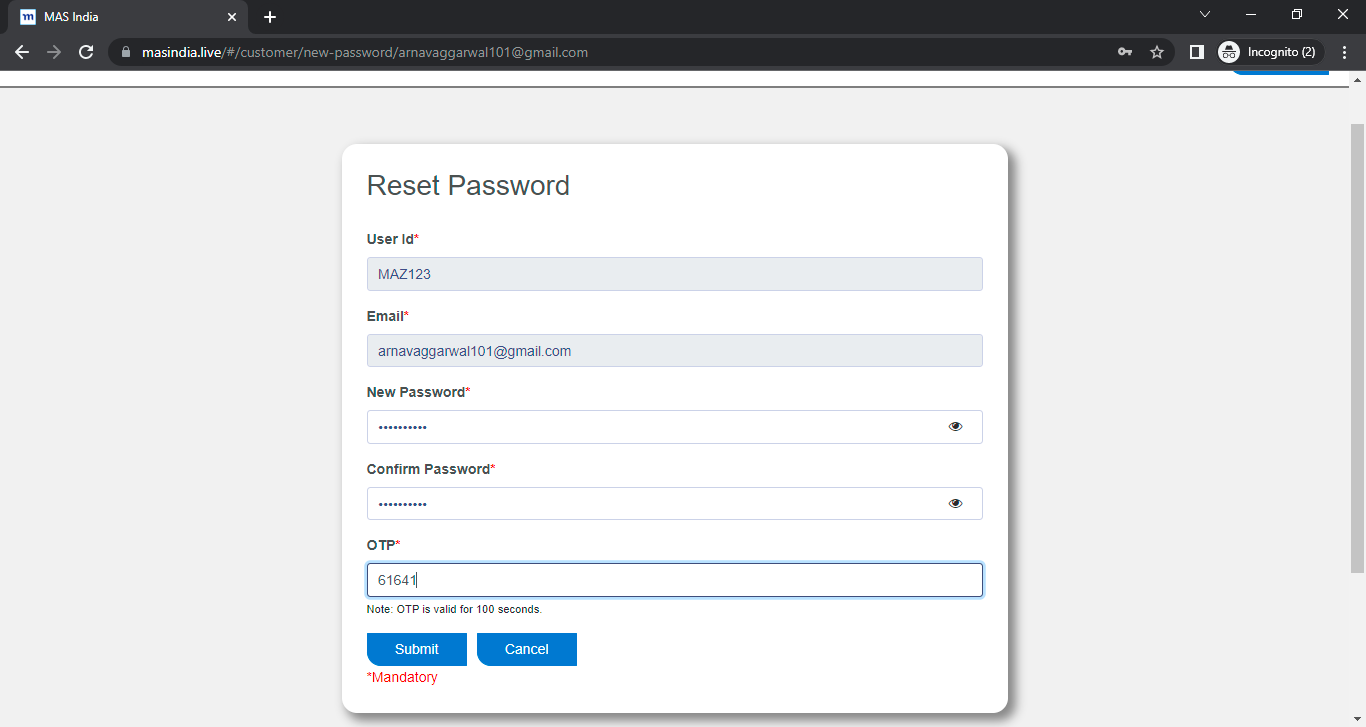 MAS India
masindia.live/#/customer/new-password/arnavaggarwal101@gmail.com
Incognito (2)
Reset Password
User Id*
MAZ123
Email*
arnavaggarwal101@gmail.com
New Password*
••••••••••
Confirm Password*
••••••••••
OTP*
61641
Note: OTP is valid for 100 seconds.
Submit Cancel
*Mandatory